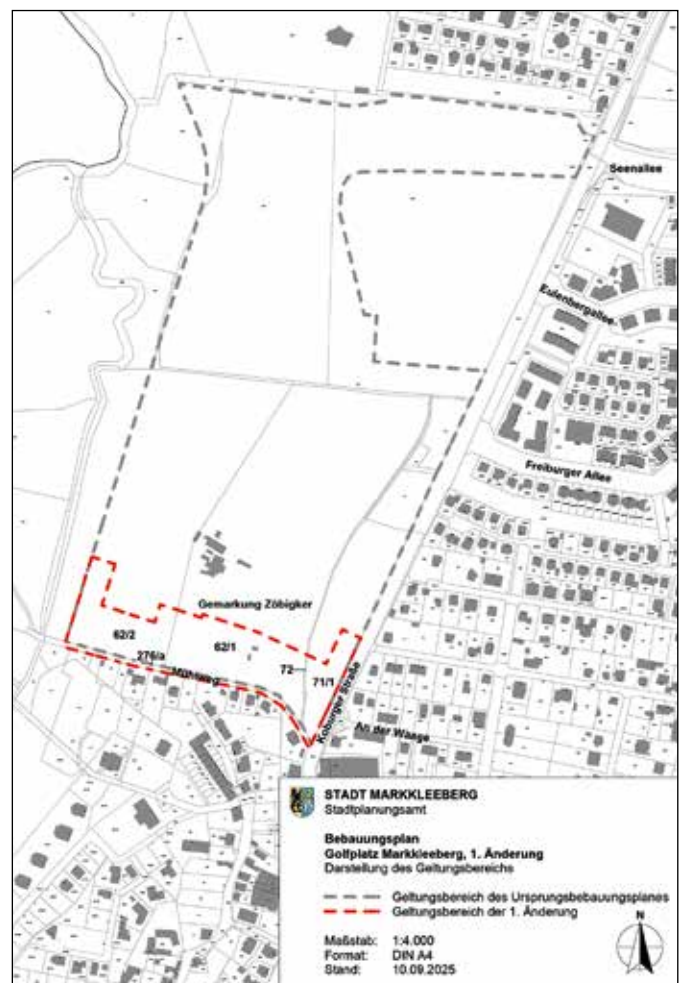 Seenallee
Eulenbergallee
Freiburger Allee
Gemarkung Zöbigker
62/2
276/a
62/1
72
71/1
Mühlweg
Koburger Straße
An der Waage
STADT MARKKLEEBERG
Stadtplanungsamt
Bebauungsplan
Golfplatz Markkleeberg, 1. Änderung
Darstellung des Geltungsbereichs
Geltungsbereich des Ursprungsbebauungsplanes
Geltungsbereich der 1. Änderung
N
Maßstab: 1:4.000
Format: DIN A4
Stand: 10.09.2025